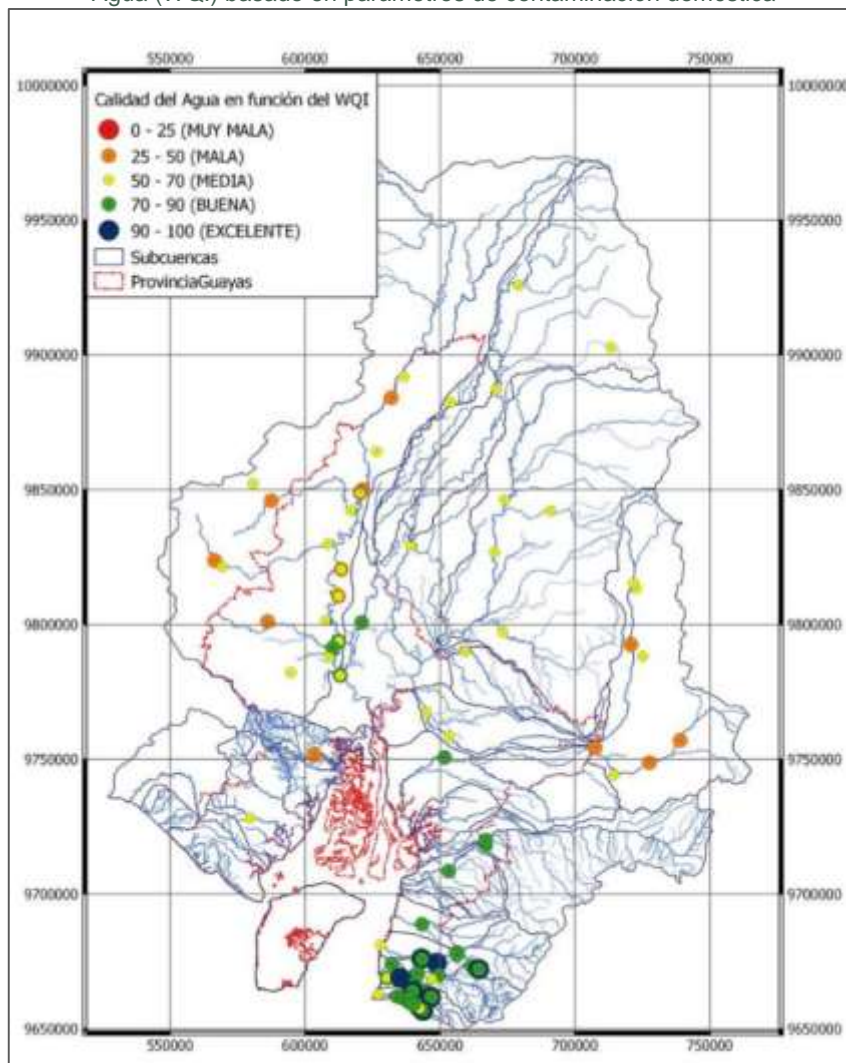 Agua (WQI) basado en parámetros de contaminación doméstica
550000 600000 650000 700000 750000
10000000 10000000
Calidad del Agua en función del WQI
0 - 25 (MUY MALA)
25 - 50 (MALA)
50 - 70 (MEDIA)
70 - 90 (BUENA)
90 - 100 (EXCELENTE)
Subcuencas
ProvinciaGuayas
9950000 9950000
9900000 9900000
9850000 9850000
9800000 9800000
9750000 9750000
9700000 9700000
9650000 9650000
550000 600000 650000 700000 750000